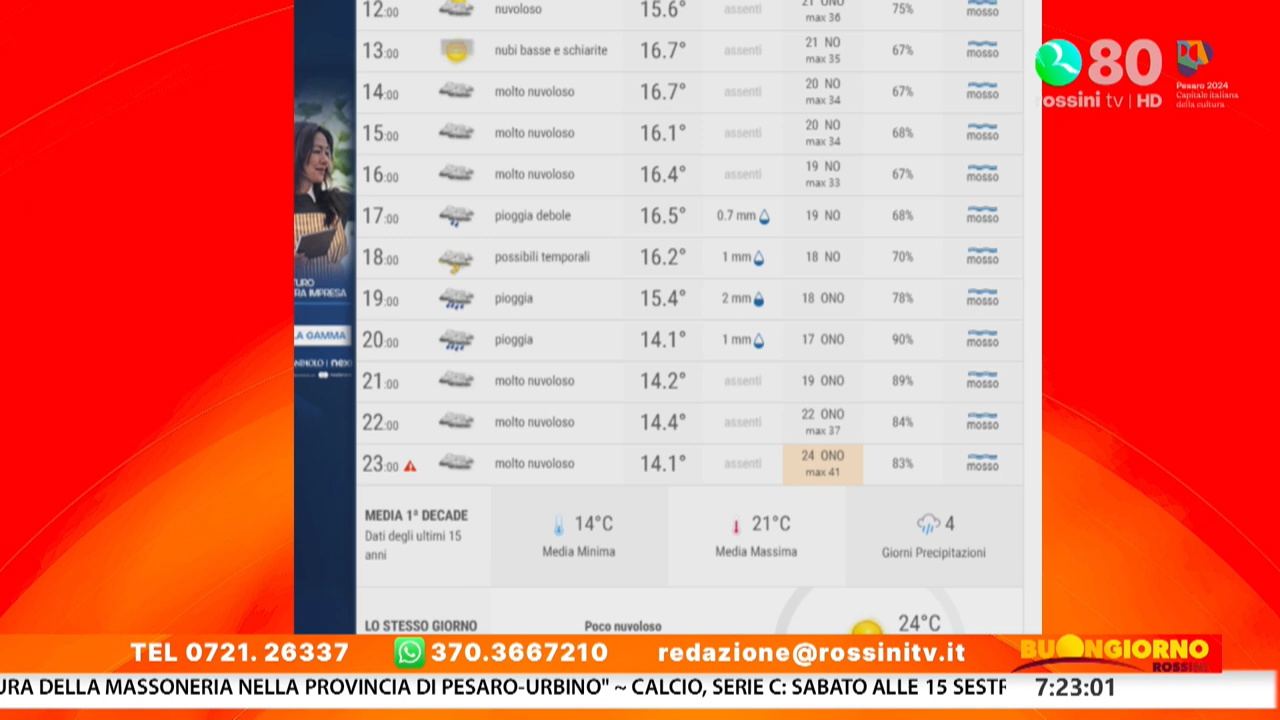 12:00 nuvoloso 15.6° assenti 21 ONO max 36 75% mosso
13:00 nubi basse e schiarite 16.7° assenti 21 NO max 35 67% mosso
14:00 molto nuvoloso 16.7° assenti 20 NO max 34 67% mosso
15:00 molto nuvoloso 16.1° assenti 20 NO max 34 68% mosso
16:00 molto nuvoloso 16.4° assenti 19 NO max 33 67% mosso
17:00 pioggia debole 16.5° 0.7 mm 19 NO 68% mosso
18:00 possibili temporali 16.2° 1 mm 18 NO 70% mosso
19:00 pioggia 15.4° 2 mm 18 ONO 78% mosso
20:00 pioggia 14.1° 1 mm 17 ONO 90% mosso
21:00 molto nuvoloso 14.2° assenti 19 ONO 89% mosso
22:00 molto nuvoloso 14.4° assenti 22 ONO max 37 84% mosso
23:00 molto nuvoloso 14.1° assenti 24 ONO max 41 83% mosso
MEDIA 1ª DECADE
Dati degli ultimi 15
anni
14°C
Media Minima
21°C
Media Massima
4
Giorni Precipitazioni
LO STESSO GIORNO Poco nuvoloso 24°C
TURO
RA IMPRESA
LA GAMMA
80
rossini tv | HD
Pesaro 2024
Capitale italiana
della cultura
TEL 0721. 26337 370.3667210 redazione@rossinitv.it
BUONGIORNO
ROSSINI
URA DELLA MASSONERIA NELLA PROVINCIA DI PESARO-URBINO" ~ CALCIO, SERIE C: SABATO ALLE 15 SESTR
7:23:01